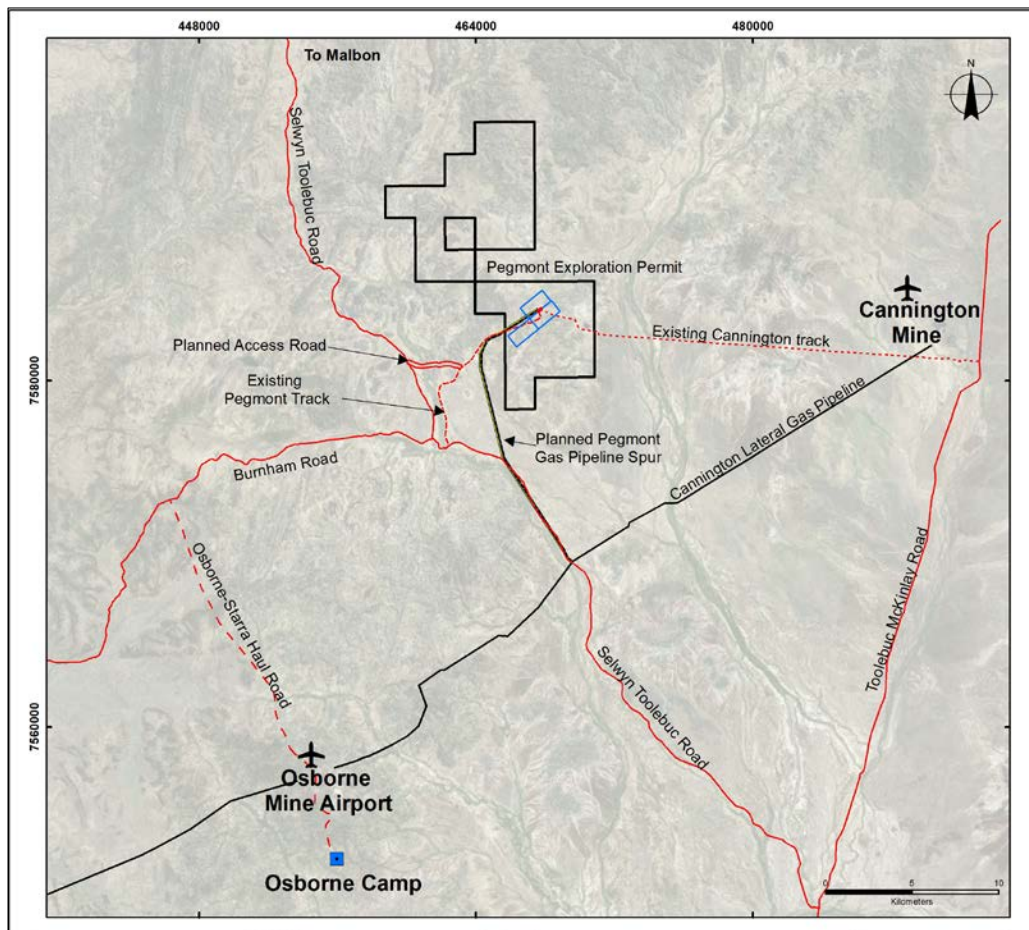 448000
464000
480000
To Malbon
N
Selwyn Toolebuc Road
Pegmont Exploration Permit
Cannington
Mine
Existing Cannington track
Planned Access Road
7580000
Existing
Pegmont Track
Planned Pegmont
Gas Pipeline Spur
Cannington Lateral Gas Pipeline
Burnham Road
Osborne-Starra Haul Road
Toolebuc McKinlay Road
Selwyn Toolebuc Road
7560000
Osborne
Mine Airport
Osborne Camp
0 5 10
Kilometers